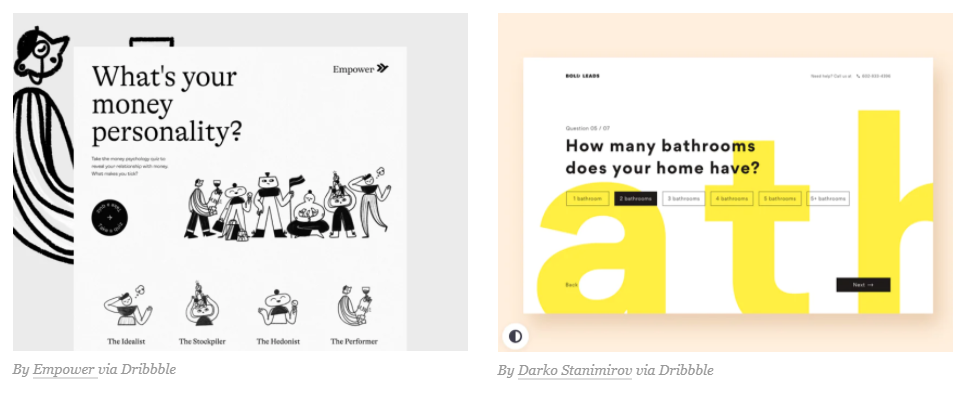 What's your
money
personality?
Empower
Take the money psychology quiz to
reveal your relationship with money.
What makes you tick?
The Idealist
The Stockpiler
The Hedonist
The Performer
By Empower via Dribbble
BOLD LEADS
Need help? Call us at
Question 05 / 07
How many bathrooms
does your home have?
1 bathroom
2 bathrooms
3 bathrooms
4 bathrooms
5 bathrooms
5+ bathrooms
ath
Back
Next →
By Darko Stanimirov via Dribbble